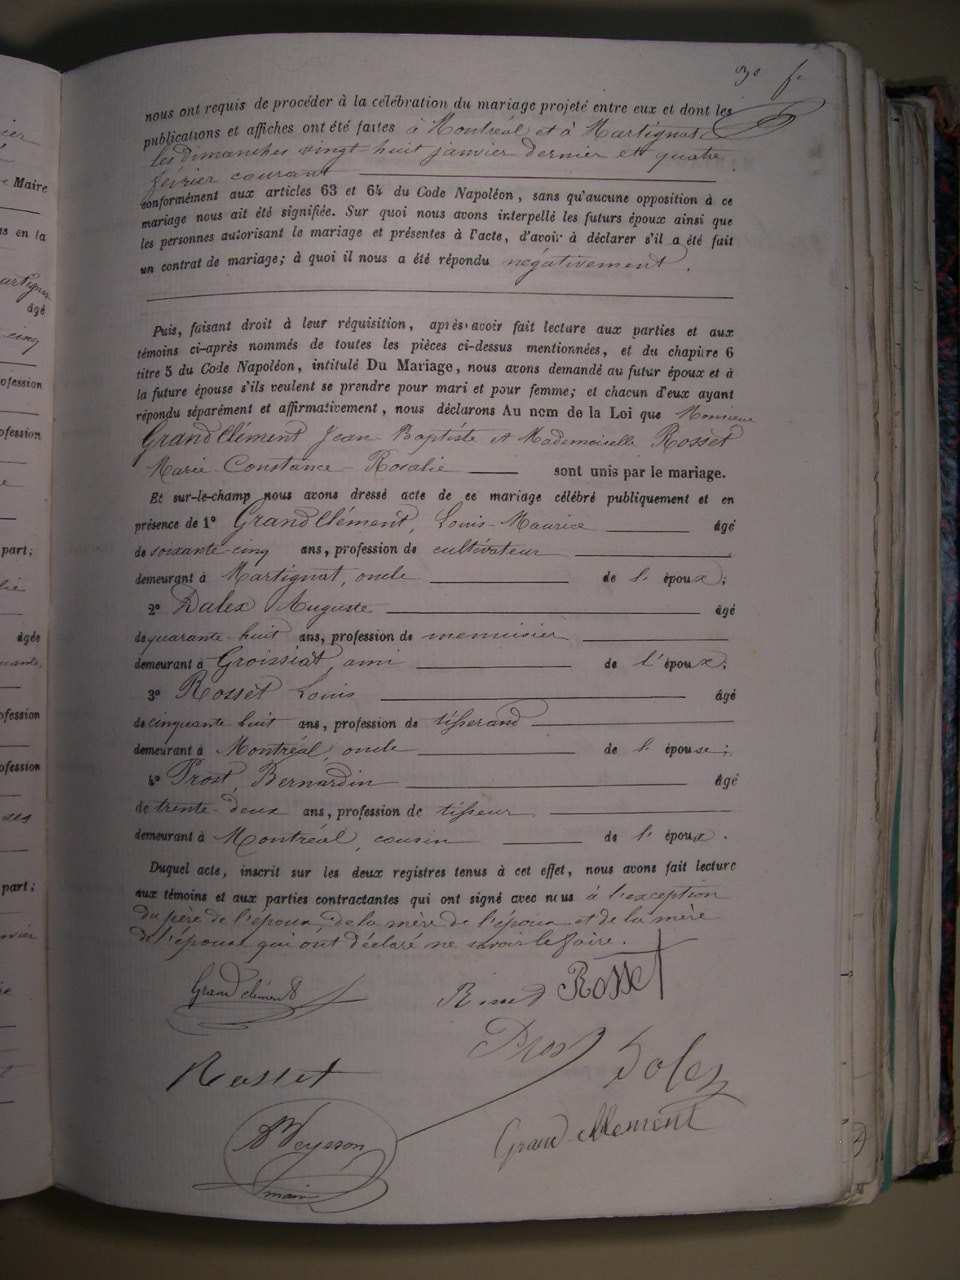 3e f.
nous ont requis de procéder à la célébration du mariage projeté entre eux et dont les
publications et affiches ont été faites à Montréal et à Martignat
les dimanches vingt-huit janvier dernier et quatre
février courant
conformément aux articles 63 et 64 du Code Napoléon, sans qu'aucune opposition à ce
mariage nous ait été signifiée. Sur quoi nous avons interpellé les futurs époux ainsi que
les personnes autorisant le mariage et présentes à l'acte, d'avoir à déclarer s'il a été fait
un contrat de mariage; à quoi il nous a été répondu négativement.
Puis, faisant droit à leur réquisition, après avoir fait lecture aux parties et aux
témoins ci-après nommés de toutes les pièces ci-dessus mentionnées, et du chapitre 6
titre 5 du Code Napoléon, intitulé Du Mariage, nous avons demandé au futur époux et à
la future épouse s'ils veulent se prendre pour mari et pour femme; et chacun d'eux ayant
répondu séparément et affirmativement, nous déclarons Au nom de la Loi que Monsieur
GrandClément Jean-Baptiste et Mademoiselle Rosset
Marie-Constance-Rosalie sont unis par le mariage.
Et sur-le-champ nous avons dressé acte de ce mariage célébré publiquement et en
présence de 1° GrandClément, Louis-Maurice âgé
de soixante-cinq ans, profession de cultivateur
demeurant à Martignat, oncle de l'époux;
2° Dalex Auguste âgé
de quarante-huit ans, profession de menuisier
demeurant à Groissiat, ami de l'époux;
3° Rosset Louis âgé
de cinquante huit ans, profession de tisserand
demeurant à Montréal, oncle de l'épouse;
4° Prost, Bernardin âgé
de trente-deux ans, profession de tisseur
demeurant à Montréal, cousin de l'époux.
Duquel acte, inscrit sur les deux registres tenus à cet effet, nous avons fait lecture
aux témoins et aux parties contractantes qui ont signé avec nous à l'exception
du père de l'époux, de la mère de l'époux et de la mère
de l'épouse qui ont déclaré ne savoir le faire.
Grandclément Rosset
Prost Dalex
Rosset
Grand-cllement
Veysson
maire